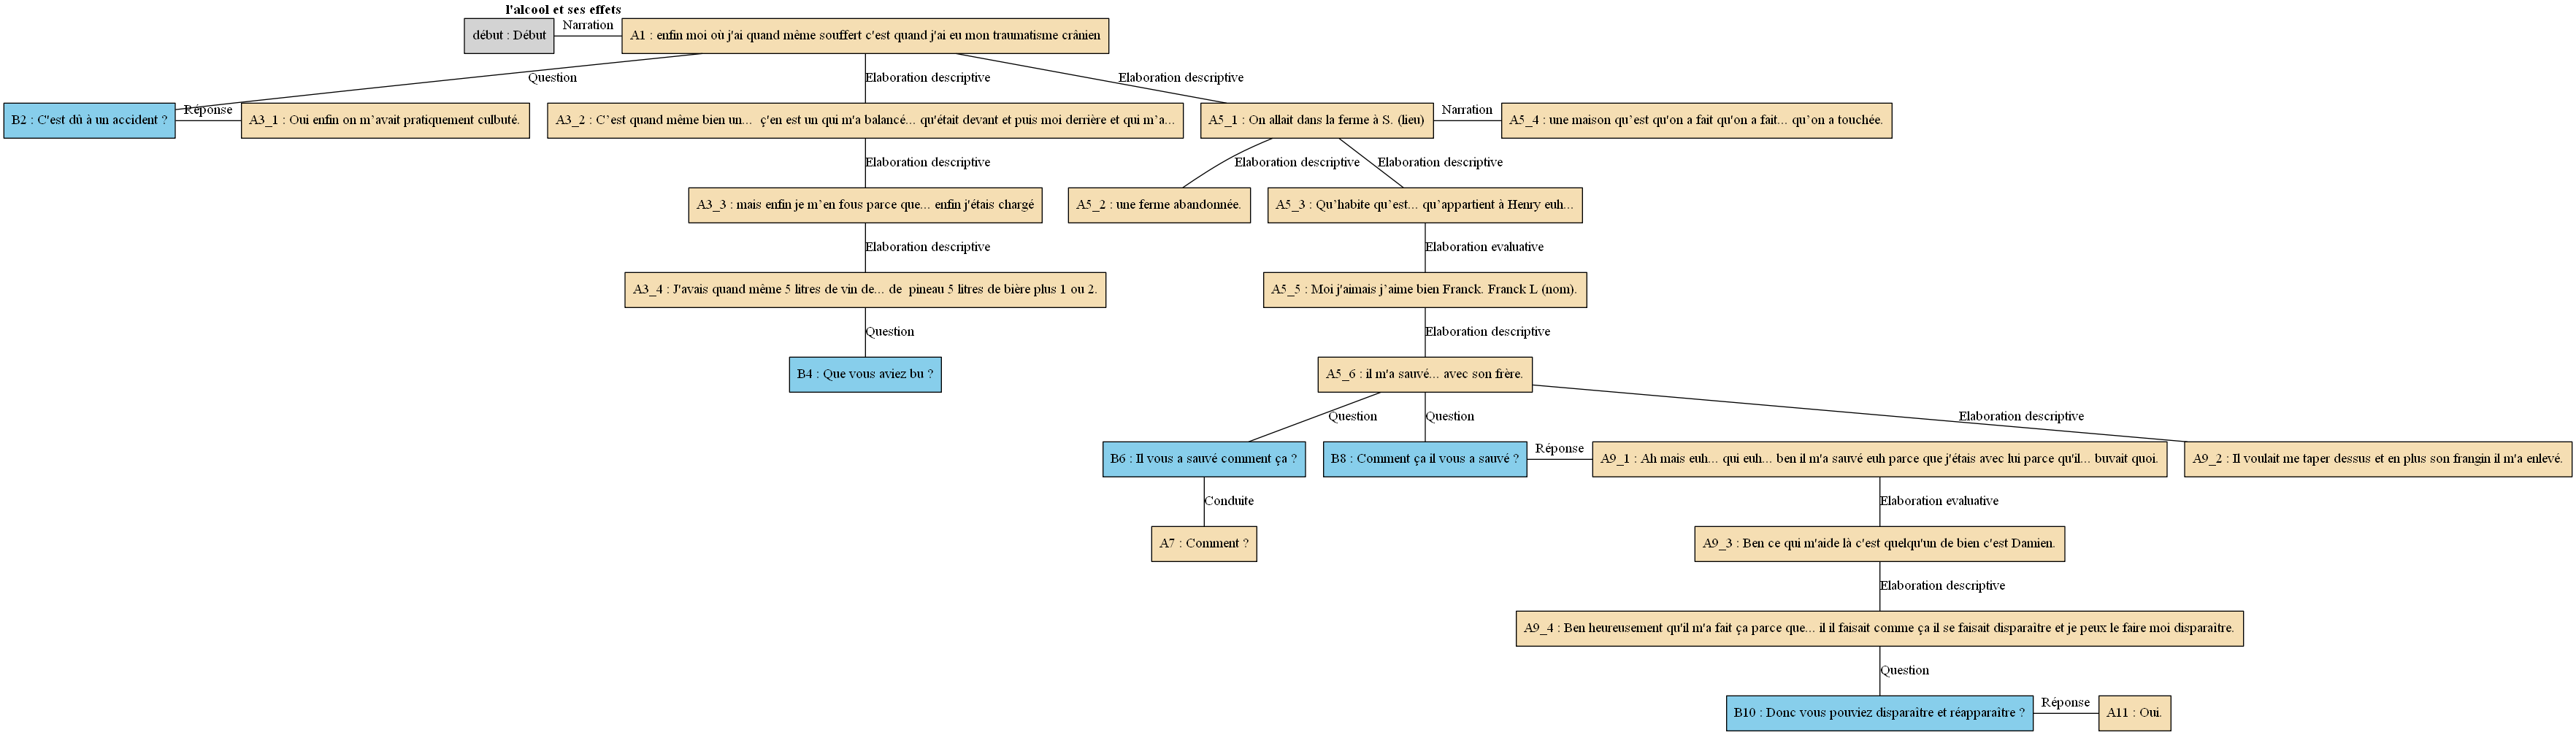 l'alcool et ses effets
début : Début
Narration
A1 : enfin moi où j'ai quand même souffert c'est quand j'ai eu mon traumatisme crânien
Question
Elaboration descriptive
Elaboration descriptive
B2 : C''est dû à un accident ?
Réponse
A3_1 : Oui enfin on m’avait pratiquement culbuté.
A3_2 : C’est quand même bien un... ç'en est un qui m'a balancé... qu'était devant et puis moi derrière et qui m’a...
A5_1 : On allait dans la ferme à S. (lieu)
Narration
A5_4 : une maison qu’est qu'on a fait qu'on a fait... qu’on a touchée.
Elaboration descriptive
Elaboration descriptive
Elaboration descriptive
A3_3 : mais enfin je m’en fous parce que... enfin j'étais chargé
A5_2 : une ferme abandonnée.
A5_3 : Qu’habite qu’est... qu’appartient à Henry euh...
Elaboration descriptive
Elaboration evaluative
A3_4 : J'avais quand même 5 litres de vin de... de pineau 5 litres de bière plus 1 ou 2.
A5_5 : Moi j'aimais j’aime bien Franck. Franck L (nom).
Question
Elaboration descriptive
B4 : Que vous aviez bu ?
A5_6 : il m'a sauvé... avec son frère.
Question
Question
Elaboration descriptive
B6 : Il vous a sauvé comment ça ?
B8 : Comment ça il vous a sauvé ?
Réponse
A9_1 : Ah mais euh... qui euh... ben il m'a sauvé euh parce que j'étais avec lui parce qu'il... buvait quoi.
A9_2 : Il voulait me taper dessus et en plus son frangin il m'a enlevé.
Conduite
Elaboration evaluative
A7 : Comment ?
A9_3 : Ben ce qui m'aide là c'est quelqu'un de bien c'est Damien.
Elaboration descriptive
A9_4 : Ben heureusement qu'il m'a fait ça parce que... il il faisait comme ça il se faisait disparaître et je peux le faire moi disparaître.
Question
B10 : Donc vous pouviez disparaître et réapparaître ?
Réponse
A11 : Oui.